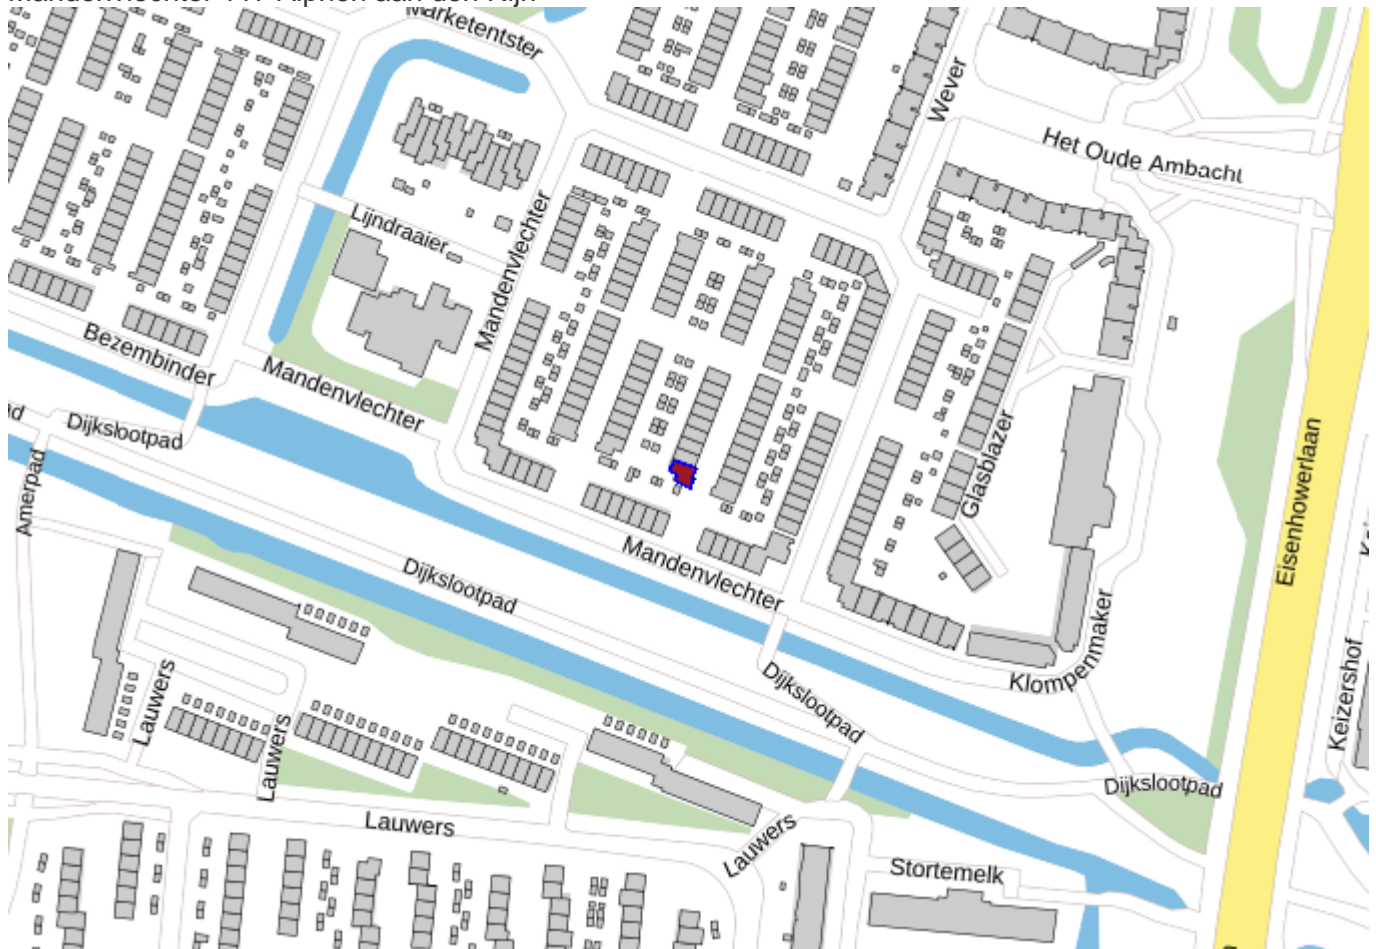 Marketentster
Wever
Het Oude Ambacht
Lijndraaier
Mandenvlechter
Bezembinder
Mandenvlechter
Dijkslootpad
Glasblazer
Eisenhowerlaan
Amerpad
Mandenvlechter
Dijkslootpad
Klompenmaker
Dijkslootpad
Keizershof
Lauwers
Lauwers
Dijkslootpad
Lauwers
Lauwers
Stortemelk